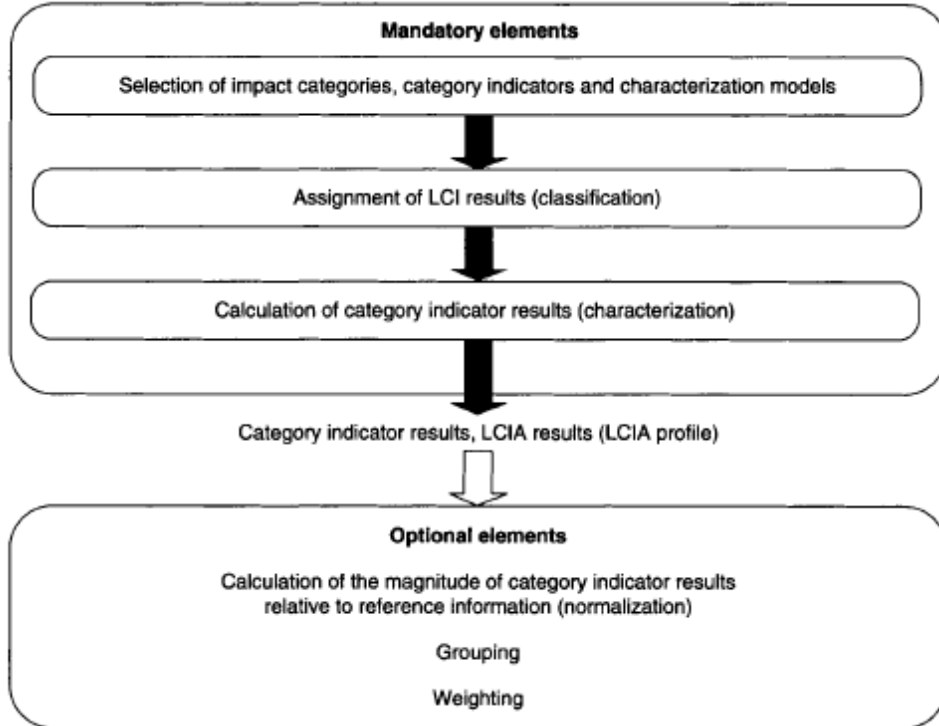 Mandatory elements
Selection of impact categories, category indicators and characterization models
Assignment of LCI results (classification)
Calculation of category indicator results (characterization)
Category indicator results, LCIA results (LCIA profile)
Optional elements
Calculation of the magnitude of category indicator results
relative to reference information (normalization)
Grouping
Weighting